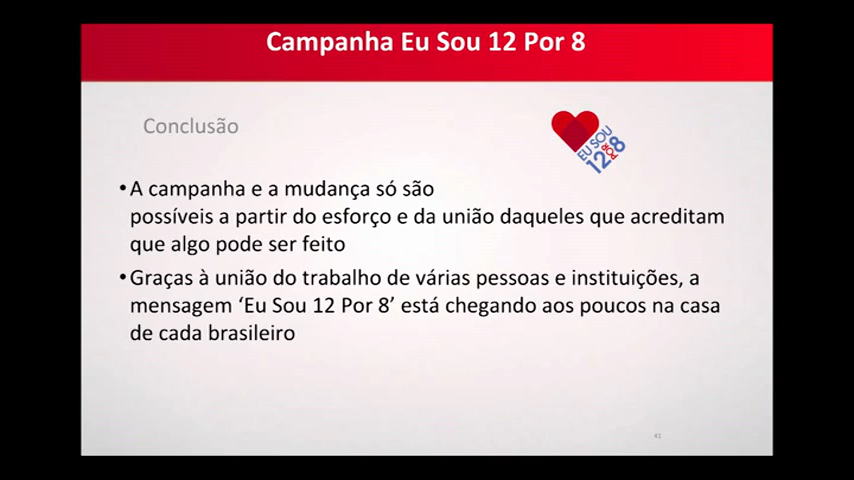 Campanha Eu Sou 12 Por 8
Conclusão
EU SOU
12 POR 8
•A campanha e a mudança só são
possíveis a partir do esforço e da união daqueles que acreditam
que algo pode ser feito
•Graças à união do trabalho de várias pessoas e instituições, a
mensagem ‘Eu Sou 12 Por 8’ está chegando aos poucos na casa
de cada brasileiro